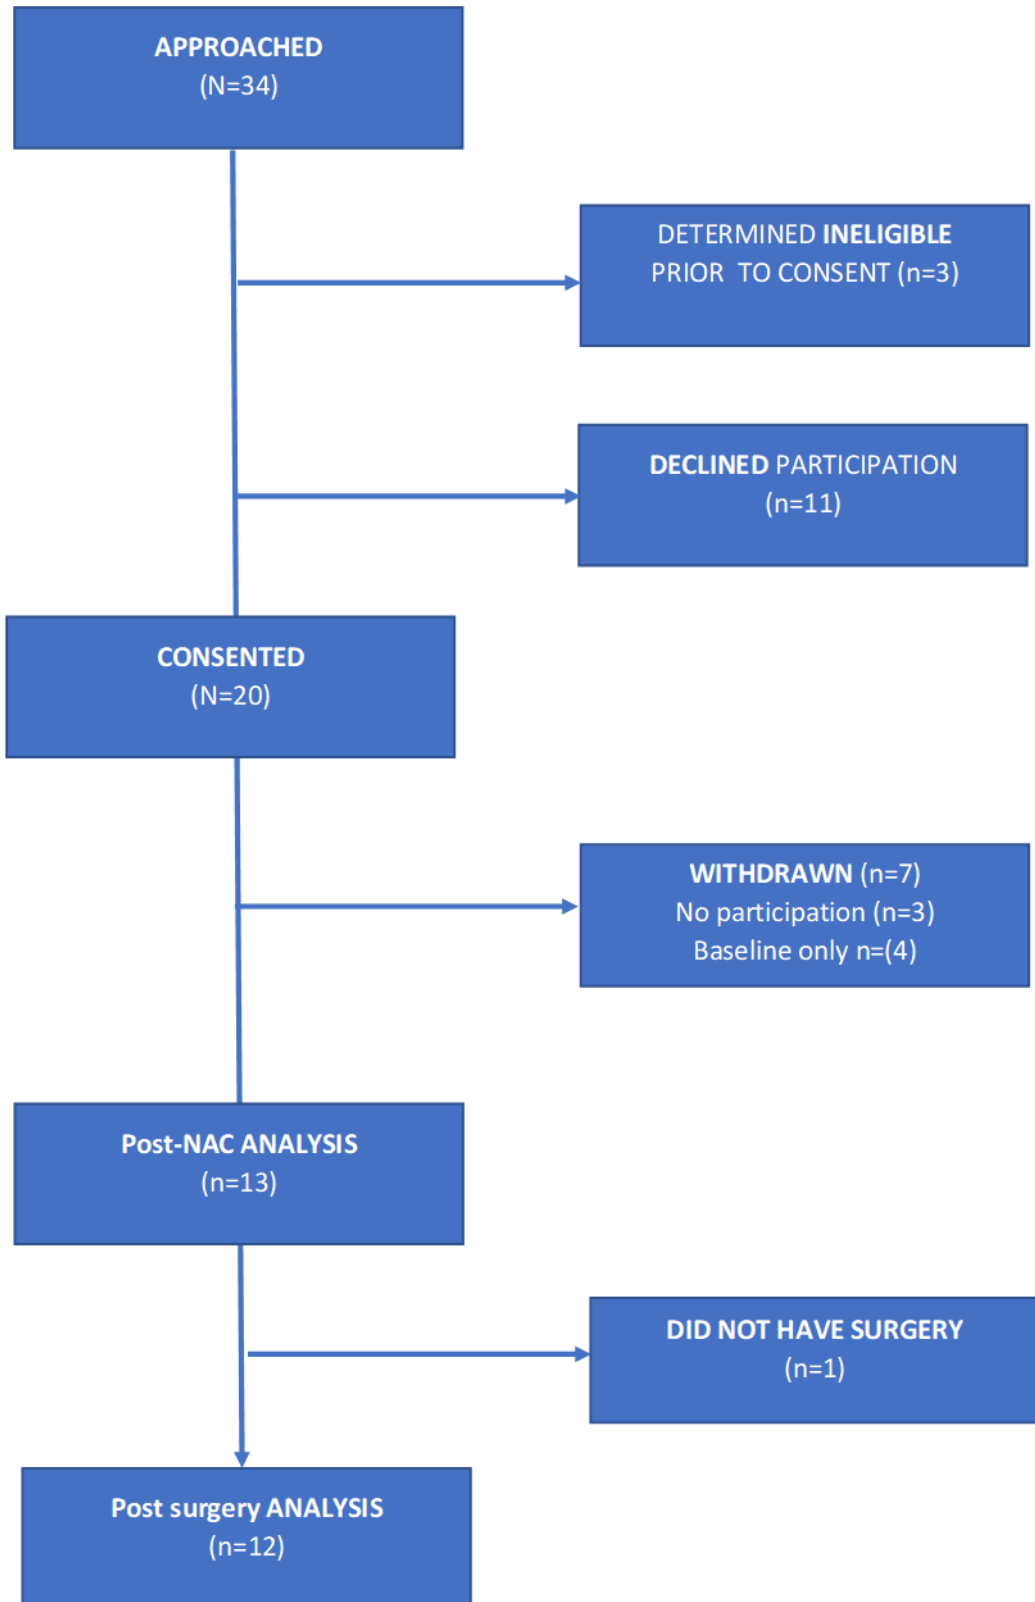 APPROACHED
(N=34)
DETERMINED INELIGIBLE
PRIOR TO CONSENT (n=3)
DECLINED PARTICIPATION
(n=11)
CONSENTED
(N=20)
WITHDRAWN (n=7)
No participation (n=3)
Baseline only n=(4)
Post-NAC ANALYSIS
(n=13)
DID NOT HAVE SURGERY
(n=1)
Post surgery ANALYSIS
(n=12)